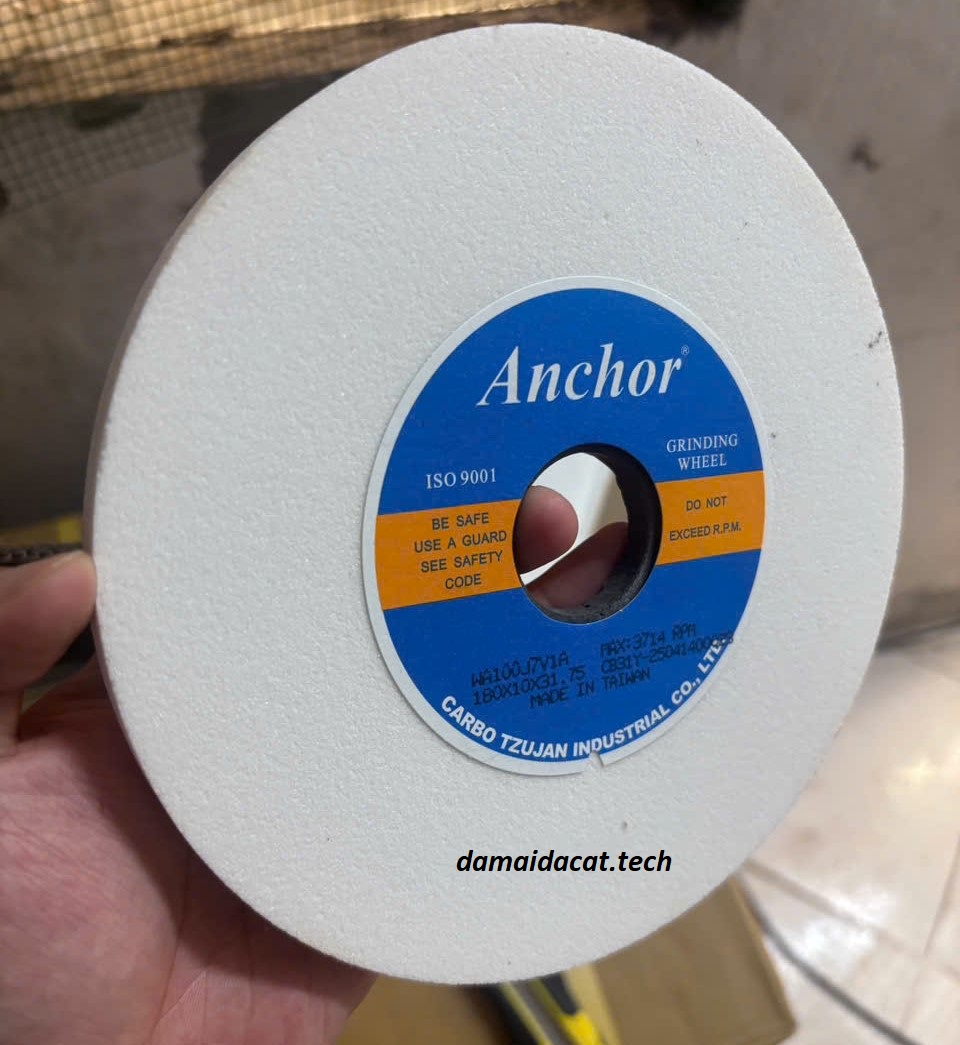 Anchor®
ISO 9001
GRINDING
WHEEL
BE SAFE
USE A GUARD
SEE SAFETY
CODE
DO NOT
EXCEED R.P.M.
WA100J7V1A
180X10X31.75
MAX:3714 RPM
MADE IN TAIWAN
CARBO TZUJAN INDUSTRIAL CO., LTD.
damaidacat.tech